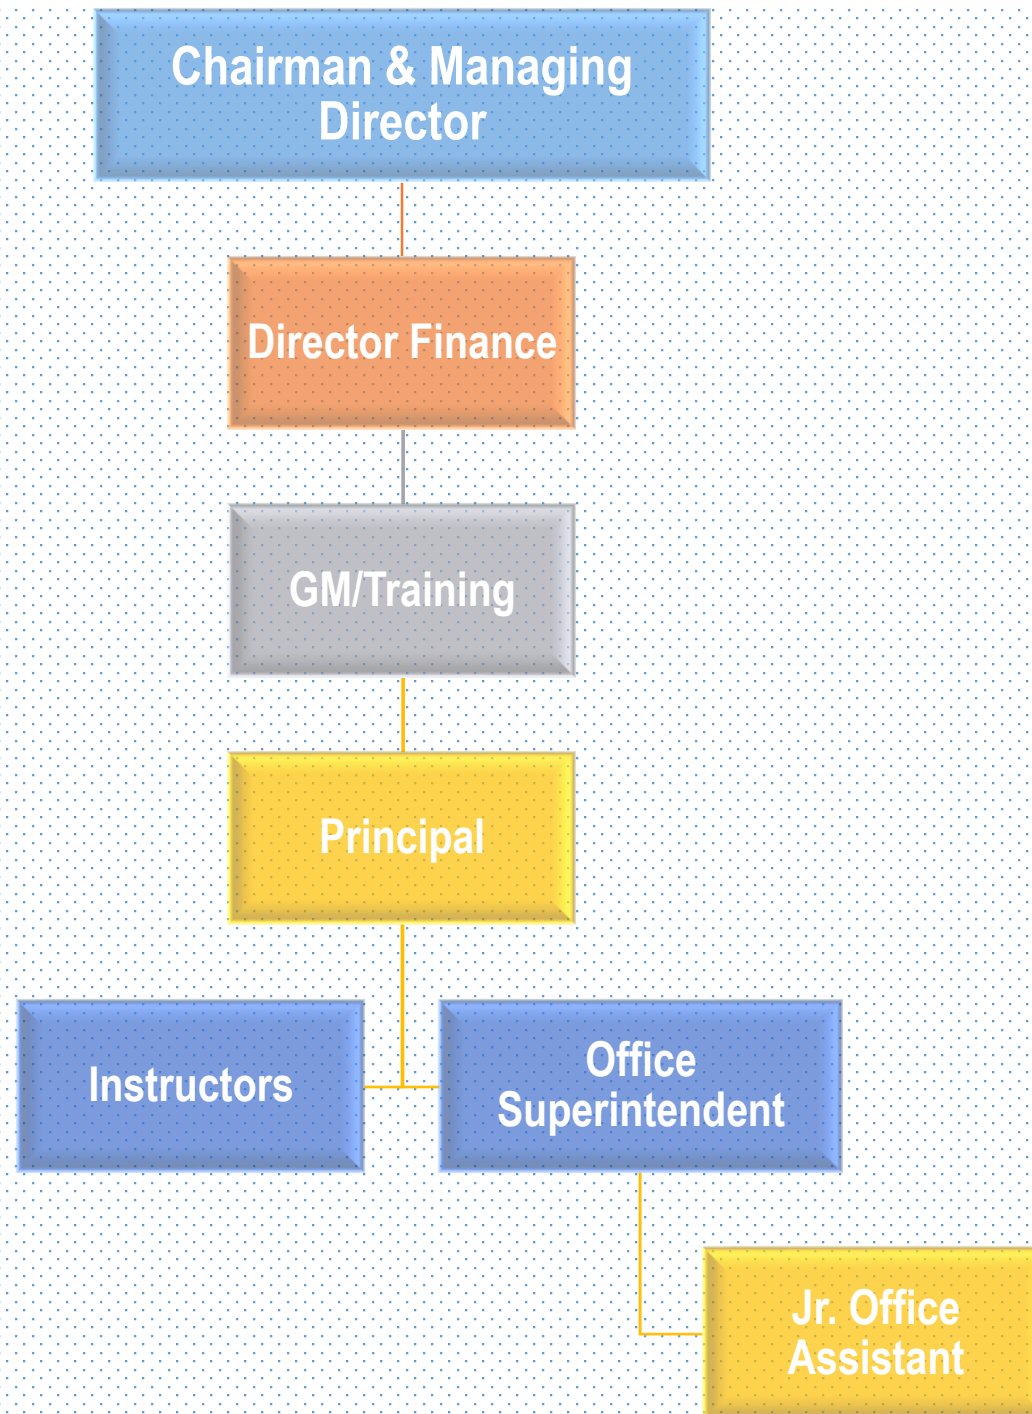 Chairman & Managing
Director
Director Finance
GM/Training
Principal
Instructors
Office
Superintendent
Jr. Office
Assistant